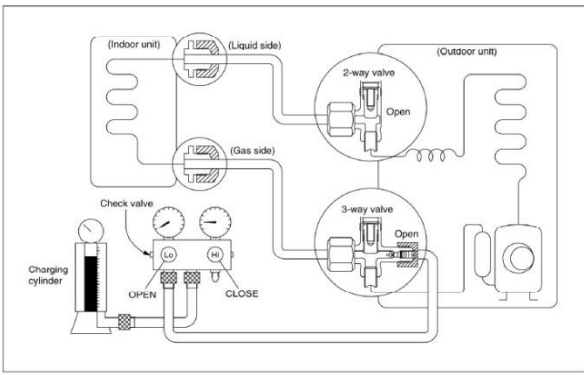 (Indoor unit)
(Liquid side)
(Outdoor unit)
2-way valve
Open
(Gas side)
3-way valve
Open
Check valve
Lo
Hi
OPEN
CLOSE
Charging
cylinder